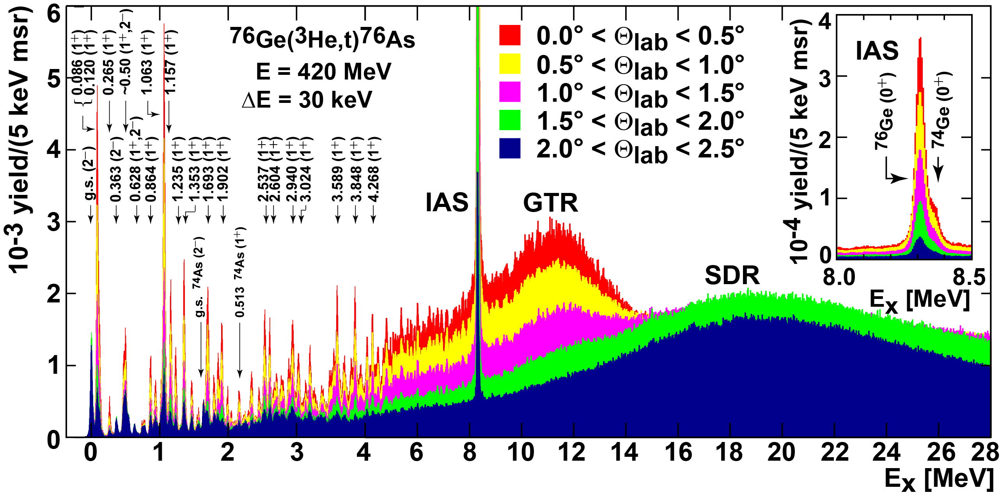 10-3 yield/(5 keV msr)
6
5
4
3
2
1
0
0.086 (1+)
0.120 (1+)
0.265 (1+)
~0.50 (1+,2−)
1.063 (1+)
1.157 (1+)
g.s. (2−)
0.363 (2−)
0.628 (1+,2−)
0.864 (1+)
1.235 (1+)
1.353 (1+)
1.693 (1+)
1.902 (1+)
2.537 (1+)
2.604 (1+)
2.940 (1+)
3.024 (1+)
3.589 (1+)
3.848 (1+)
4.268 (1+)
g.s. 74As (2−)
0.513 74As (1+)
76Ge(3He,t)76As
E = 420 MeV
ΔE = 30 keV
0.0° < Θlab < 0.5°
0.5° < Θlab < 1.0°
1.0° < Θlab < 1.5°
1.5° < Θlab < 2.0°
2.0° < Θlab < 2.5°
IAS
GTR
SDR
10-4 yield/(5 keV msr)
4
3
2
1
0
IAS
76Ge (0+)
74Ge (0+)
8.0 8.5
Ex [MeV]
0 1 2 3 4 6 8 10 12 14 16 18 20 22 24 26 28
Ex [MeV]